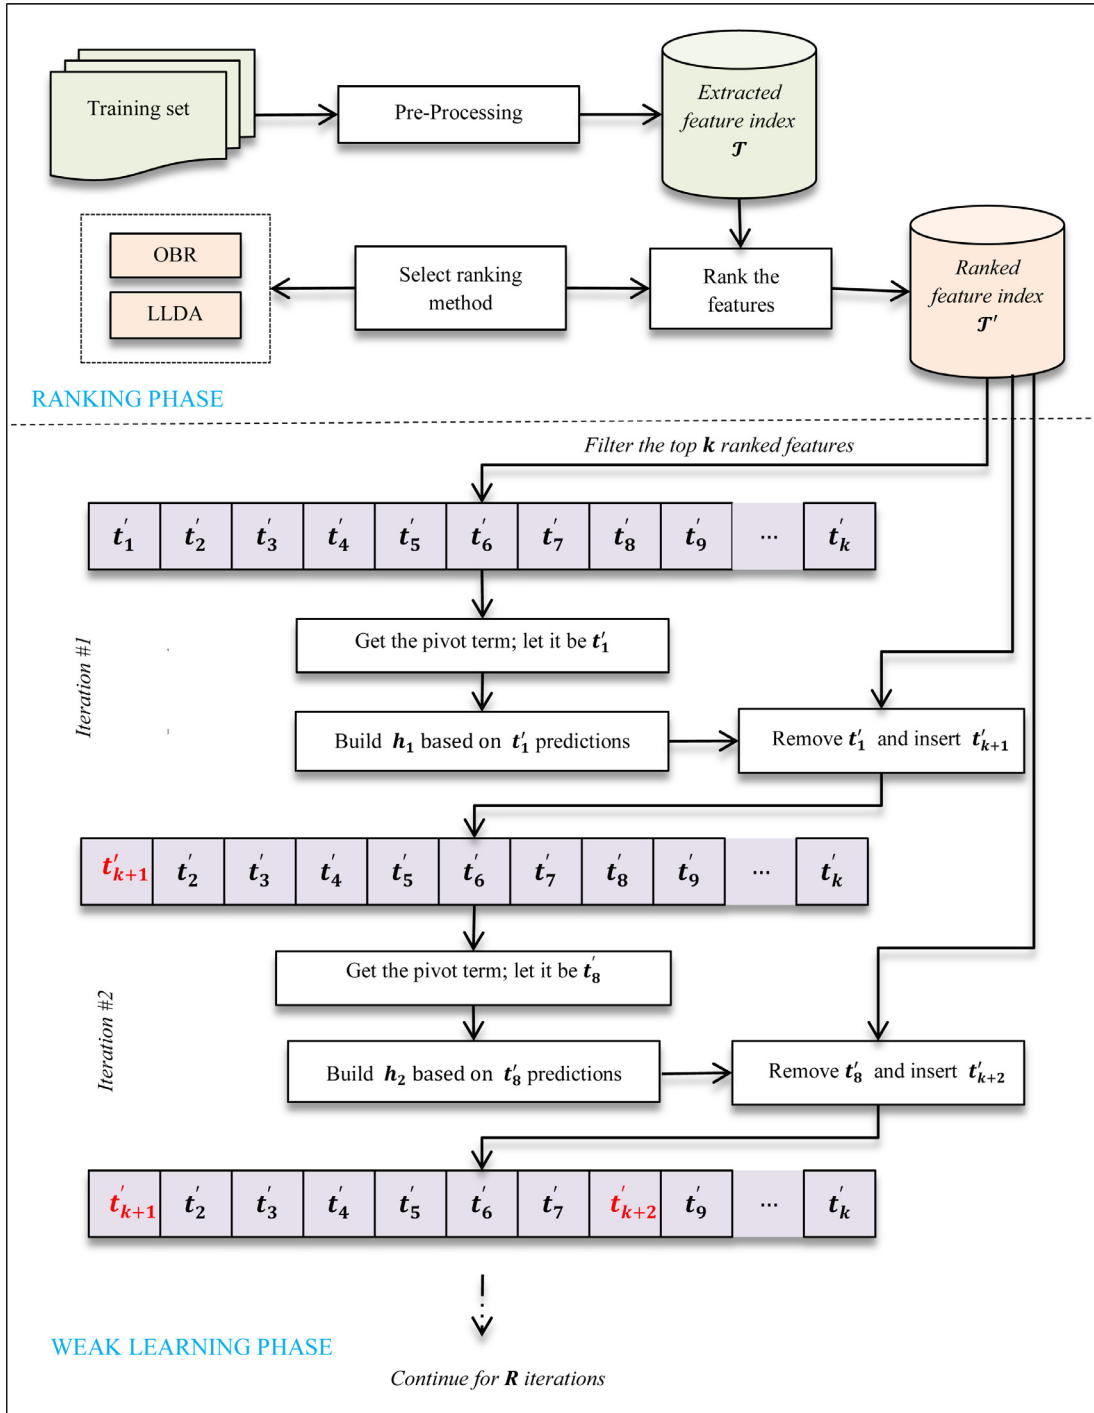 Training set
Pre-Processing
Extracted
feature index
𝒯
OBR
LLDA
Select ranking
method
Rank the
features
Ranked
feature index
𝒯′
RANKING PHASE
Filter the top k ranked features
t′1 t′2 t′3 t′4 t′5 t′6 t′7 t′8 t′9 ... t′k
Iteration #1
Get the pivot term; let it be t′1
Build h1 based on t′1 predictions
Remove t′1 and insert t′k+1
t′k+1 t′2 t′3 t′4 t′5 t′6 t′7 t′8 t′9 ... t′k
Iteration #2
Get the pivot term; let it be t′8
Build h2 based on t′8 predictions
Remove t′8 and insert t′k+2
t′k+1 t′2 t′3 t′4 t′5 t′6 t′7 t′k+2 t′9 ... t′k
WEAK LEARNING PHASE
Continue for R iterations